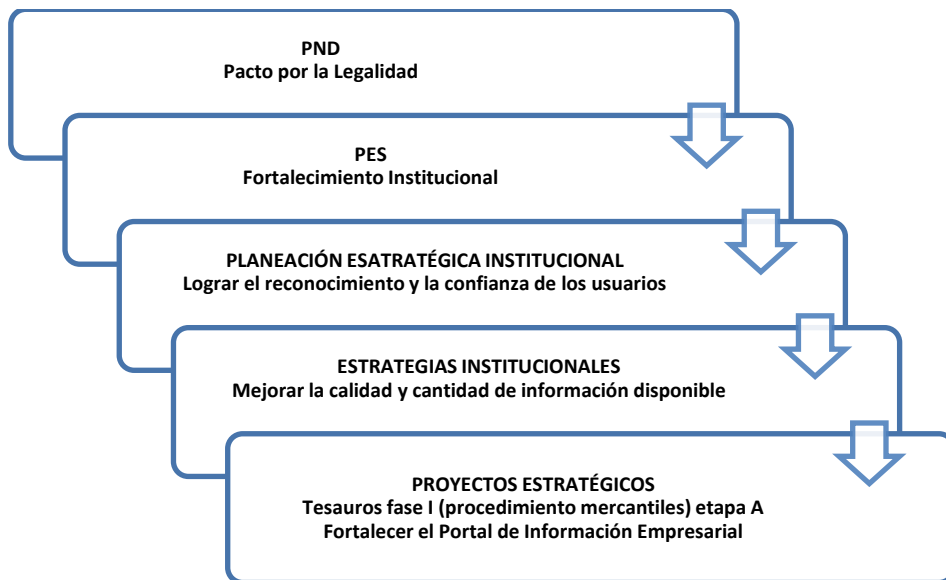 PND
Pacto por la Legalidad
PES
Fortalecimiento Institucional
PLANEACIÓN ESATRATÉGICA INSTITUCIONAL
Lograr el reconocimiento y la confianza de los usuarios
ESTRATEGIAS INSTITUCIONALES
Mejorar la calidad y cantidad de información disponible
PROYECTOS ESTRATÉGICOS
Tesauros fase I (procedimiento mercantiles) etapa A
Fortalecer el Portal de Información Empresarial